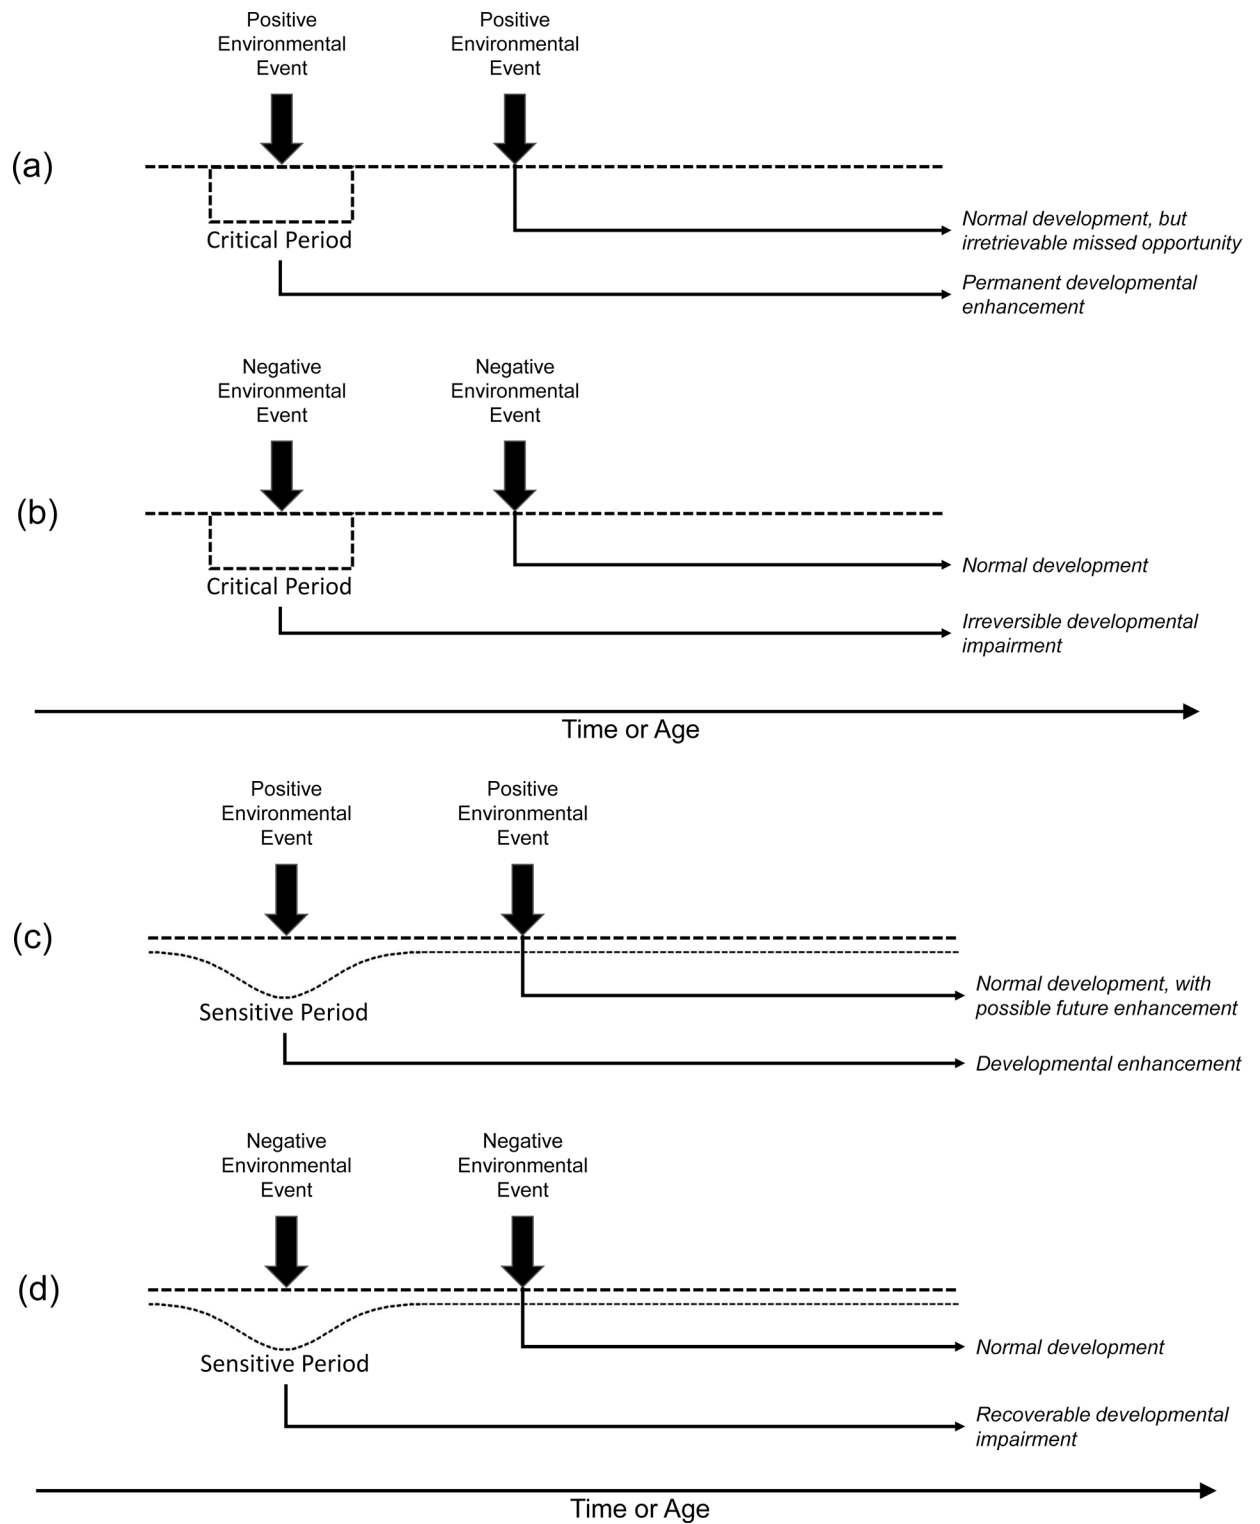 Positive
Environmental
Event
Positive
Environmental
Event
(a)
Critical Period
Normal development, but
irretrievable missed opportunity
Permanent developmental
enhancement
Negative
Environmental
Event
Negative
Environmental
Event
(b)
Critical Period
Normal development
Irreversible developmental
impairment
Time or Age
Positive
Environmental
Event
Positive
Environmental
Event
(c)
Sensitive Period
Normal development, with
possible future enhancement
Developmental enhancement
Negative
Environmental
Event
Negative
Environmental
Event
(d)
Sensitive Period
Normal development
Recoverable developmental
impairment
Time or Age